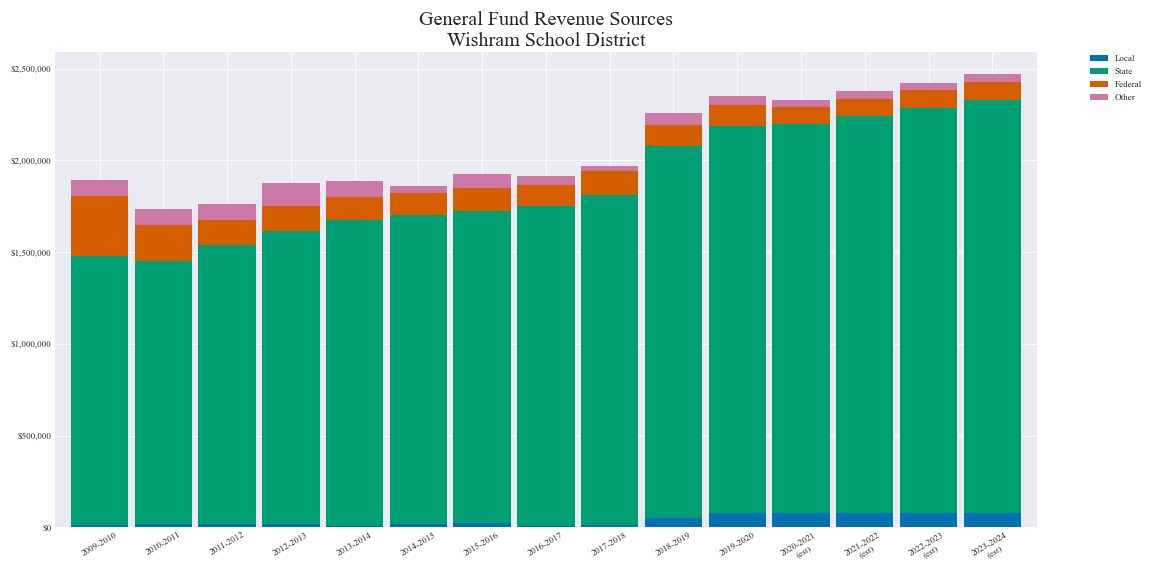 General Fund Revenue Sources
Wishram School District
Local
State
Federal
Other
$2,500,000
$2,000,000
$1,500,000
$1,000,000
$500,000
$0
2009-2010
2010-2011
2011-2012
2012-2013
2013-2014
2014-2015
2015-2016
2016-2017
2017-2018
2018-2019
2019-2020
2020-2021
(est)
2021-2022
(est)
2022-2023
(est)
2023-2024
(est)